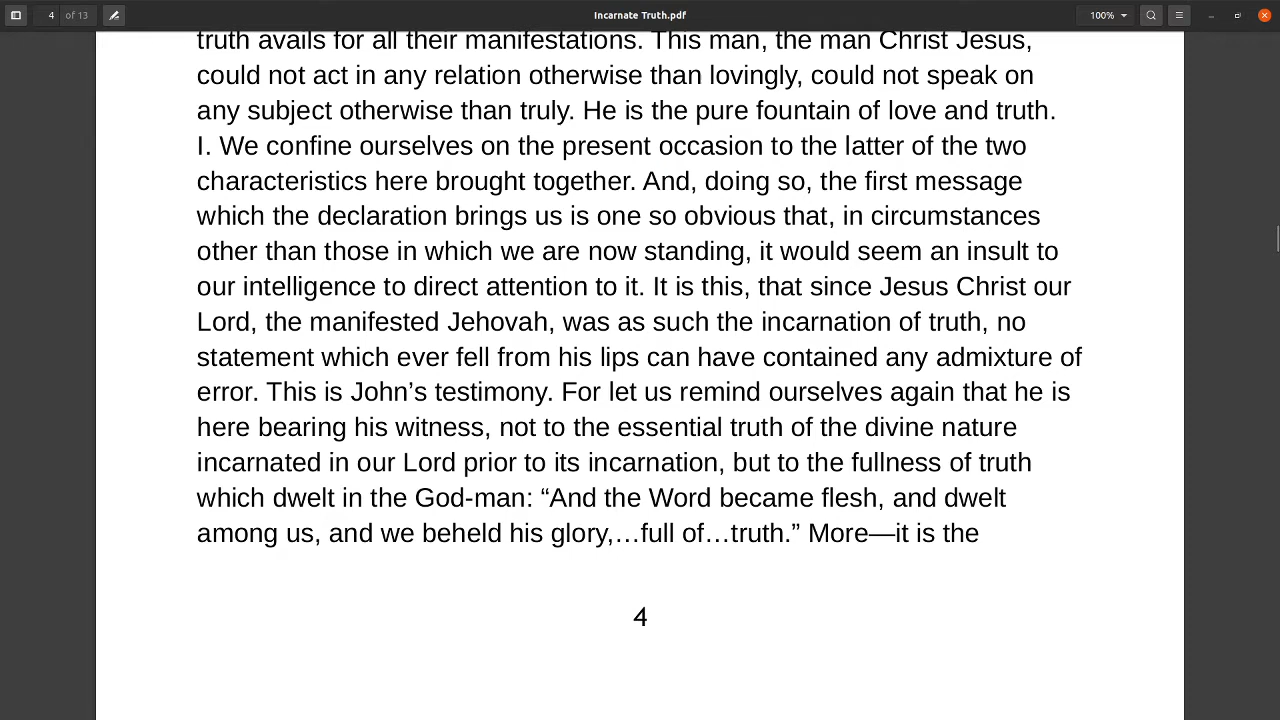 4 of 13 Incarnate Truth.pdf 100%
truth avails for all their manifestations. This man, the man Christ Jesus,
could not act in any relation otherwise than lovingly, could not speak on
any subject otherwise than truly. He is the pure fountain of love and truth.
I. We confine ourselves on the present occasion to the latter of the two
characteristics here brought together. And, doing so, the first message
which the declaration brings us is one so obvious that, in circumstances
other than those in which we are now standing, it would seem an insult to
our intelligence to direct attention to it. It is this, that since Jesus Christ our
Lord, the manifested Jehovah, was as such the incarnation of truth, no
statement which ever fell from his lips can have contained any admixture of
error. This is John’s testimony. For let us remind ourselves again that he is
here bearing his witness, not to the essential truth of the divine nature
incarnated in our Lord prior to its incarnation, but to the fullness of truth
which dwelt in the God-man: “And the Word became flesh, and dwelt
among us, and we beheld his glory,…full of…truth.” More—it is the
4